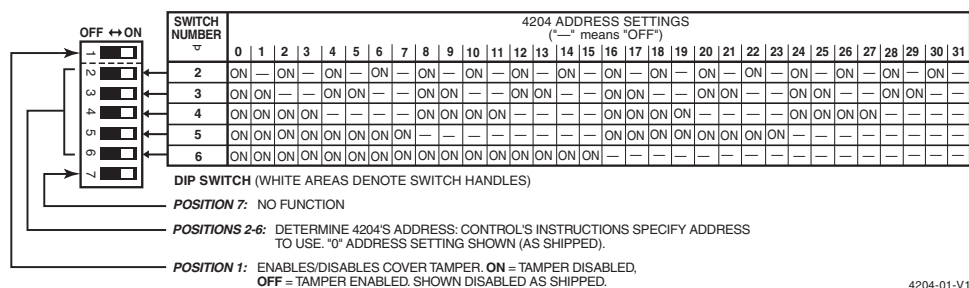 OFF ↔ ON
1
2
3
4
5
6
7
SWITCH NUMBER
4204 ADDRESS SETTINGS
("—" means "OFF")
0 1 2 3 4 5 6 7 8 9 10 11 12 13 14 15 16 17 18 19 20 21 22 23 24 25 26 27 28 29 30 31
2 ON — ON — ON — ON — ON — ON — ON — ON — ON — ON — ON — ON — ON — ON — ON — ON —
3 ON ON — — ON ON — — ON ON — — ON ON — — ON ON — — ON ON — — ON ON — — ON ON — —
4 ON ON ON ON — — — — ON ON ON ON — — — — ON ON ON ON — — — — ON ON ON ON — — — —
5 ON ON ON ON ON ON ON ON — — — — — — — — ON ON ON ON ON ON ON ON — — — — — — — —
6 ON ON ON ON ON ON ON ON ON ON ON ON ON ON ON ON — — — — — — — — — — — — — — — —
DIP SWITCH (WHITE AREAS DENOTE SWITCH HANDLES)
POSITION 7: NO FUNCTION
POSITIONS 2-6: DETERMINE 4204'S ADDRESS: CONTROL'S INSTRUCTIONS SPECIFY ADDRESS
TO USE. "0" ADDRESS SETTING SHOWN (AS SHIPPED).
POSITION 1: ENABLES/DISABLES COVER TAMPER. ON = TAMPER DISABLED,
OFF = TAMPER ENABLED. SHOWN DISABLED AS SHIPPED.
4204-01-V1